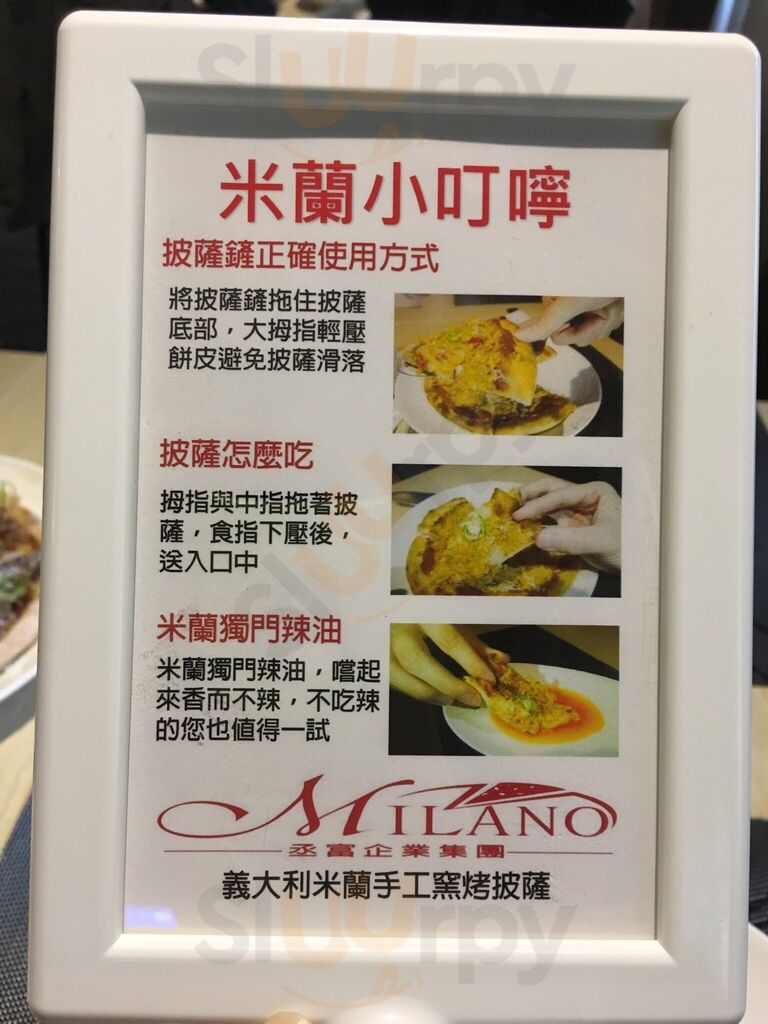 sluurpy
米蘭小叮嚀
披薩鏟正確使用方式
將披薩鏟拖住披薩
底部，大拇指輕壓
餅皮避免披薩滑落
披薩怎麼吃
拇指與中指拖著披
薩，食指下壓後，
送入口中
sluurpy
米蘭獨門辣油
米蘭獨門辣油，嚐起
來香而不辣，不吃辣
的您也值得一試
MILANO
丞富企業集團
義大利米蘭手工窯烤披薩
sluurpy